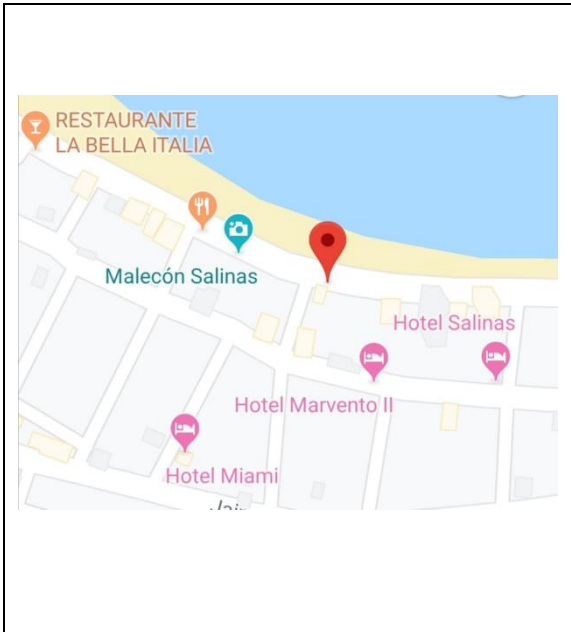 RESTAURANTE
LA BELLA ITALIA
Malecón Salinas
Hotel Salinas
Hotel Marvento II
Hotel Miami